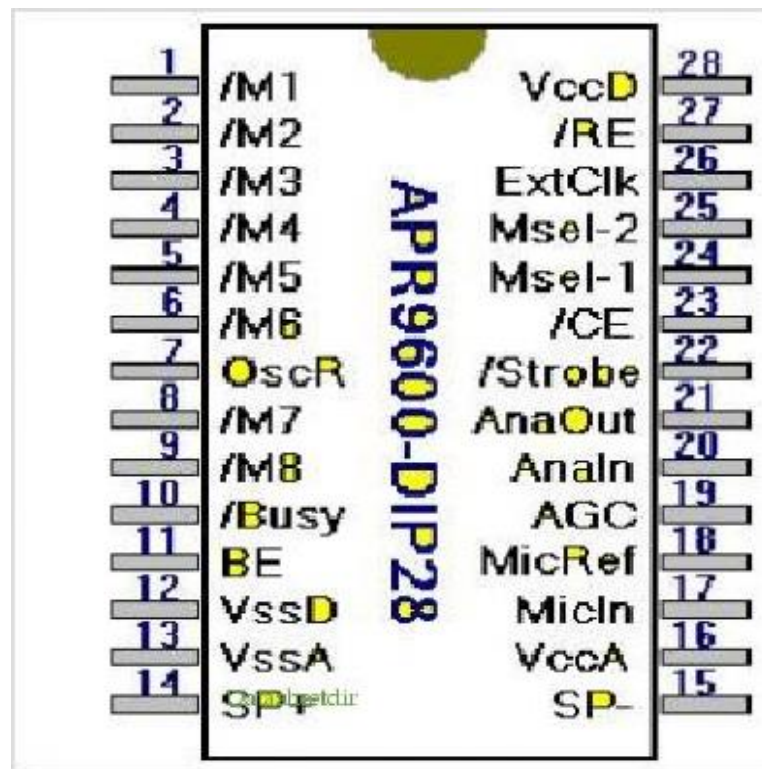 1 /M1 VccD 28
2 /M2 /RE 27
3 /M3 ExtClk 26
4 /M4 Msel-2 25
5 /M5 Msel-1 24
6 /M6 /CE 23
7 OscR /Strobe 22
8 /M7 AnaOut 21
9 /M8 AnaIn 20
10 /Busy AGC 19
11 BE MicRef 18
12 VssD MicIn 17
13 VssA VccA 16
14 SP+ SP- 15
APR9600-DIP28